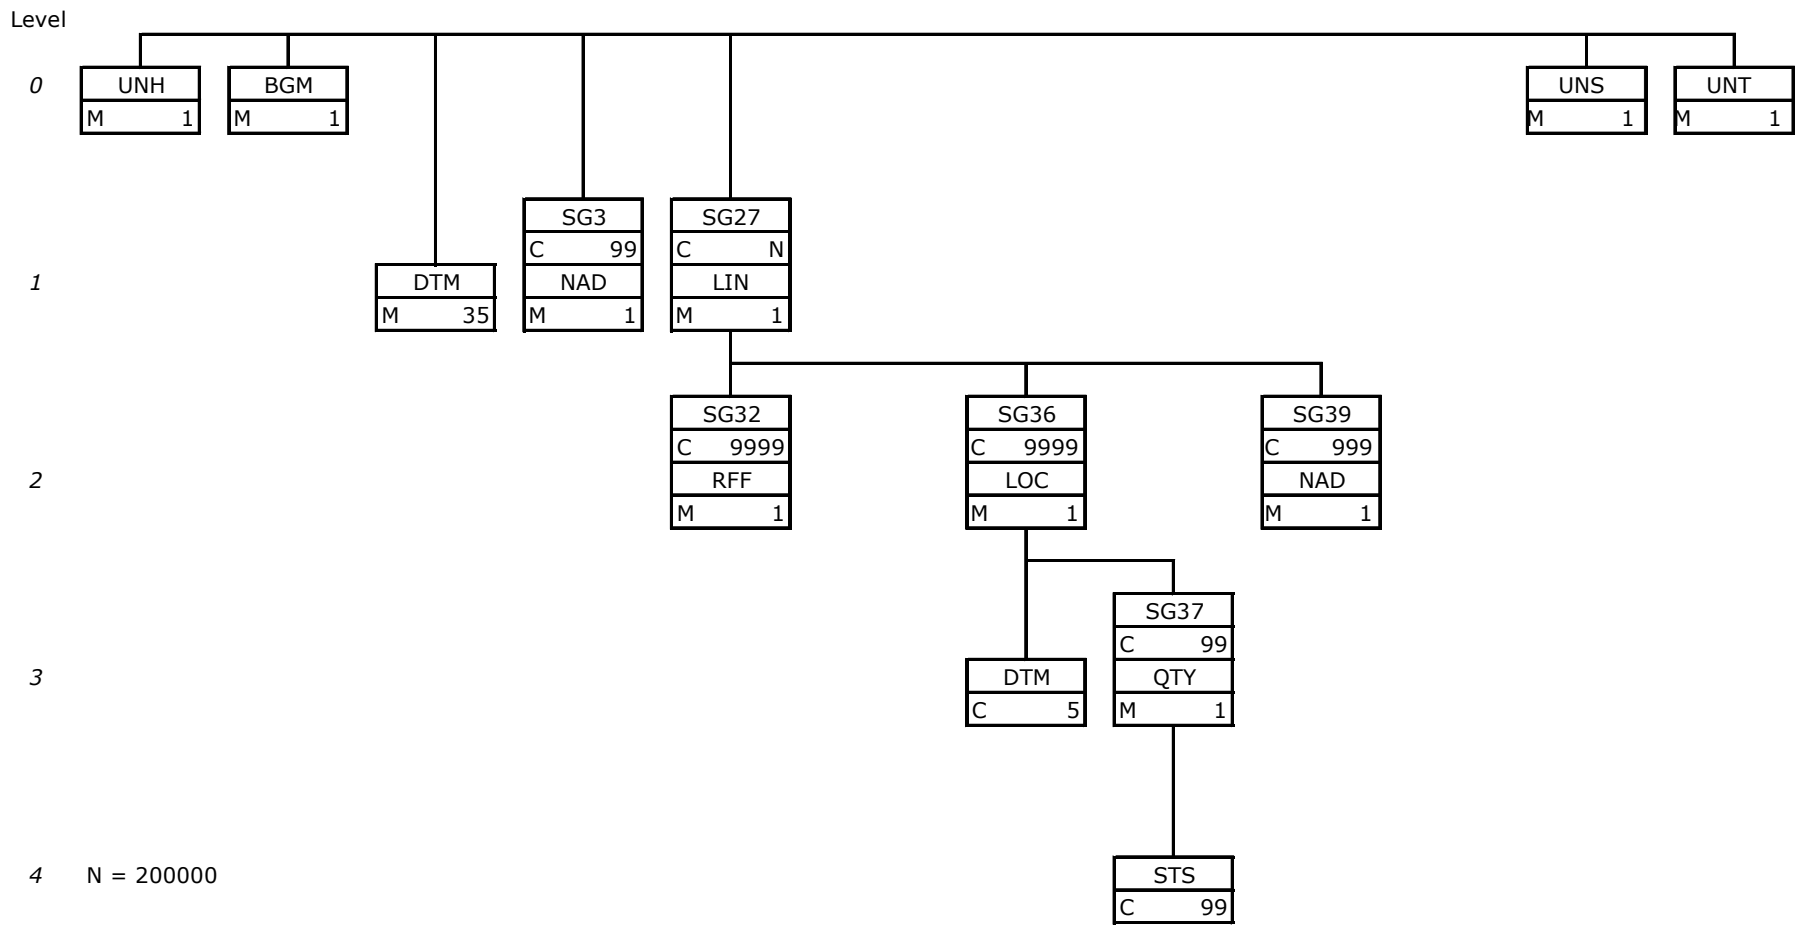 Level
0 UNH BGM UNS UNT
M 1 M 1 M 1 M 1
SG3 SG27
C 99 C N
1 DTM NAD LIN
M 35 M 1 M 1
SG32 SG36 SG39
C 9999 C 9999 C 999
2 RFF LOC NAD
M 1 M 1 M 1
SG37
C 99
3 DTM QTY
C 5 M 1
4 N = 200000 STS
C 99